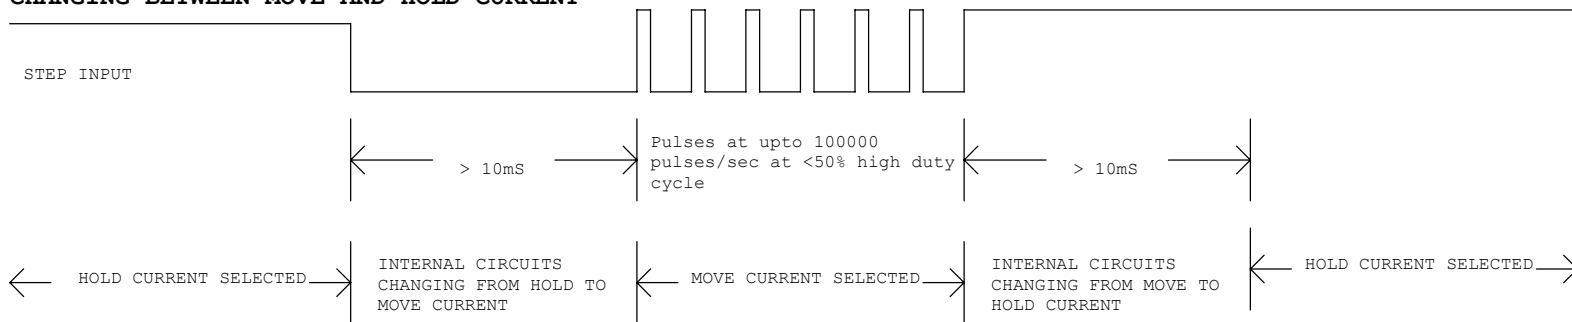 CHANGING BETWEEN MOVE AND HOLD CURRENT
STEP INPUT
> 10mS
Pulses at upto 100000
pulses/sec at <50% high duty
cycle
> 10mS
HOLD CURRENT SELECTED
INTERNAL CIRCUITS
CHANGING FROM HOLD TO
MOVE CURRENT
MOVE CURRENT SELECTED
INTERNAL CIRCUITS
CHANGING FROM MOVE TO
HOLD CURRENT
HOLD CURRENT SELECTED